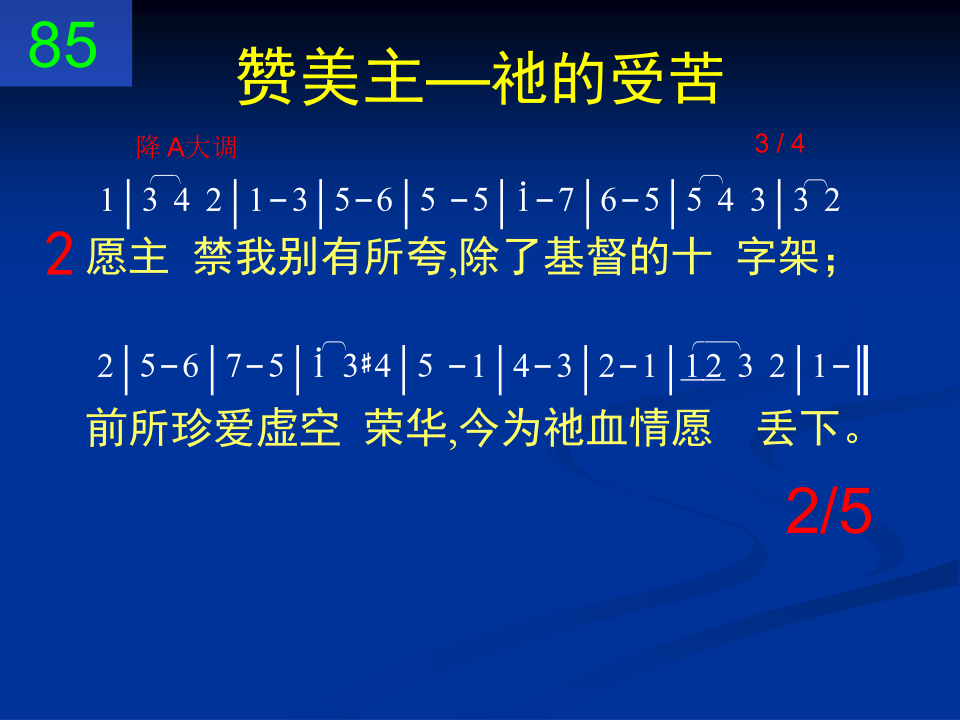 85
赞美主—祂的受苦
降 A大调 3 / 4
1|3 4 2|1-3|5-6|5 -5|i-7|6-5|5 4 3|3 2
2 愿主 禁我别有所夸,除了基督的十 字架；
2|5-6|7-5|i 3#4|5 -1|4-3|2-1|1 2 3 2|1-‖
前所珍爱虚空 荣华,今为祂血情愿 丢下。
2/5